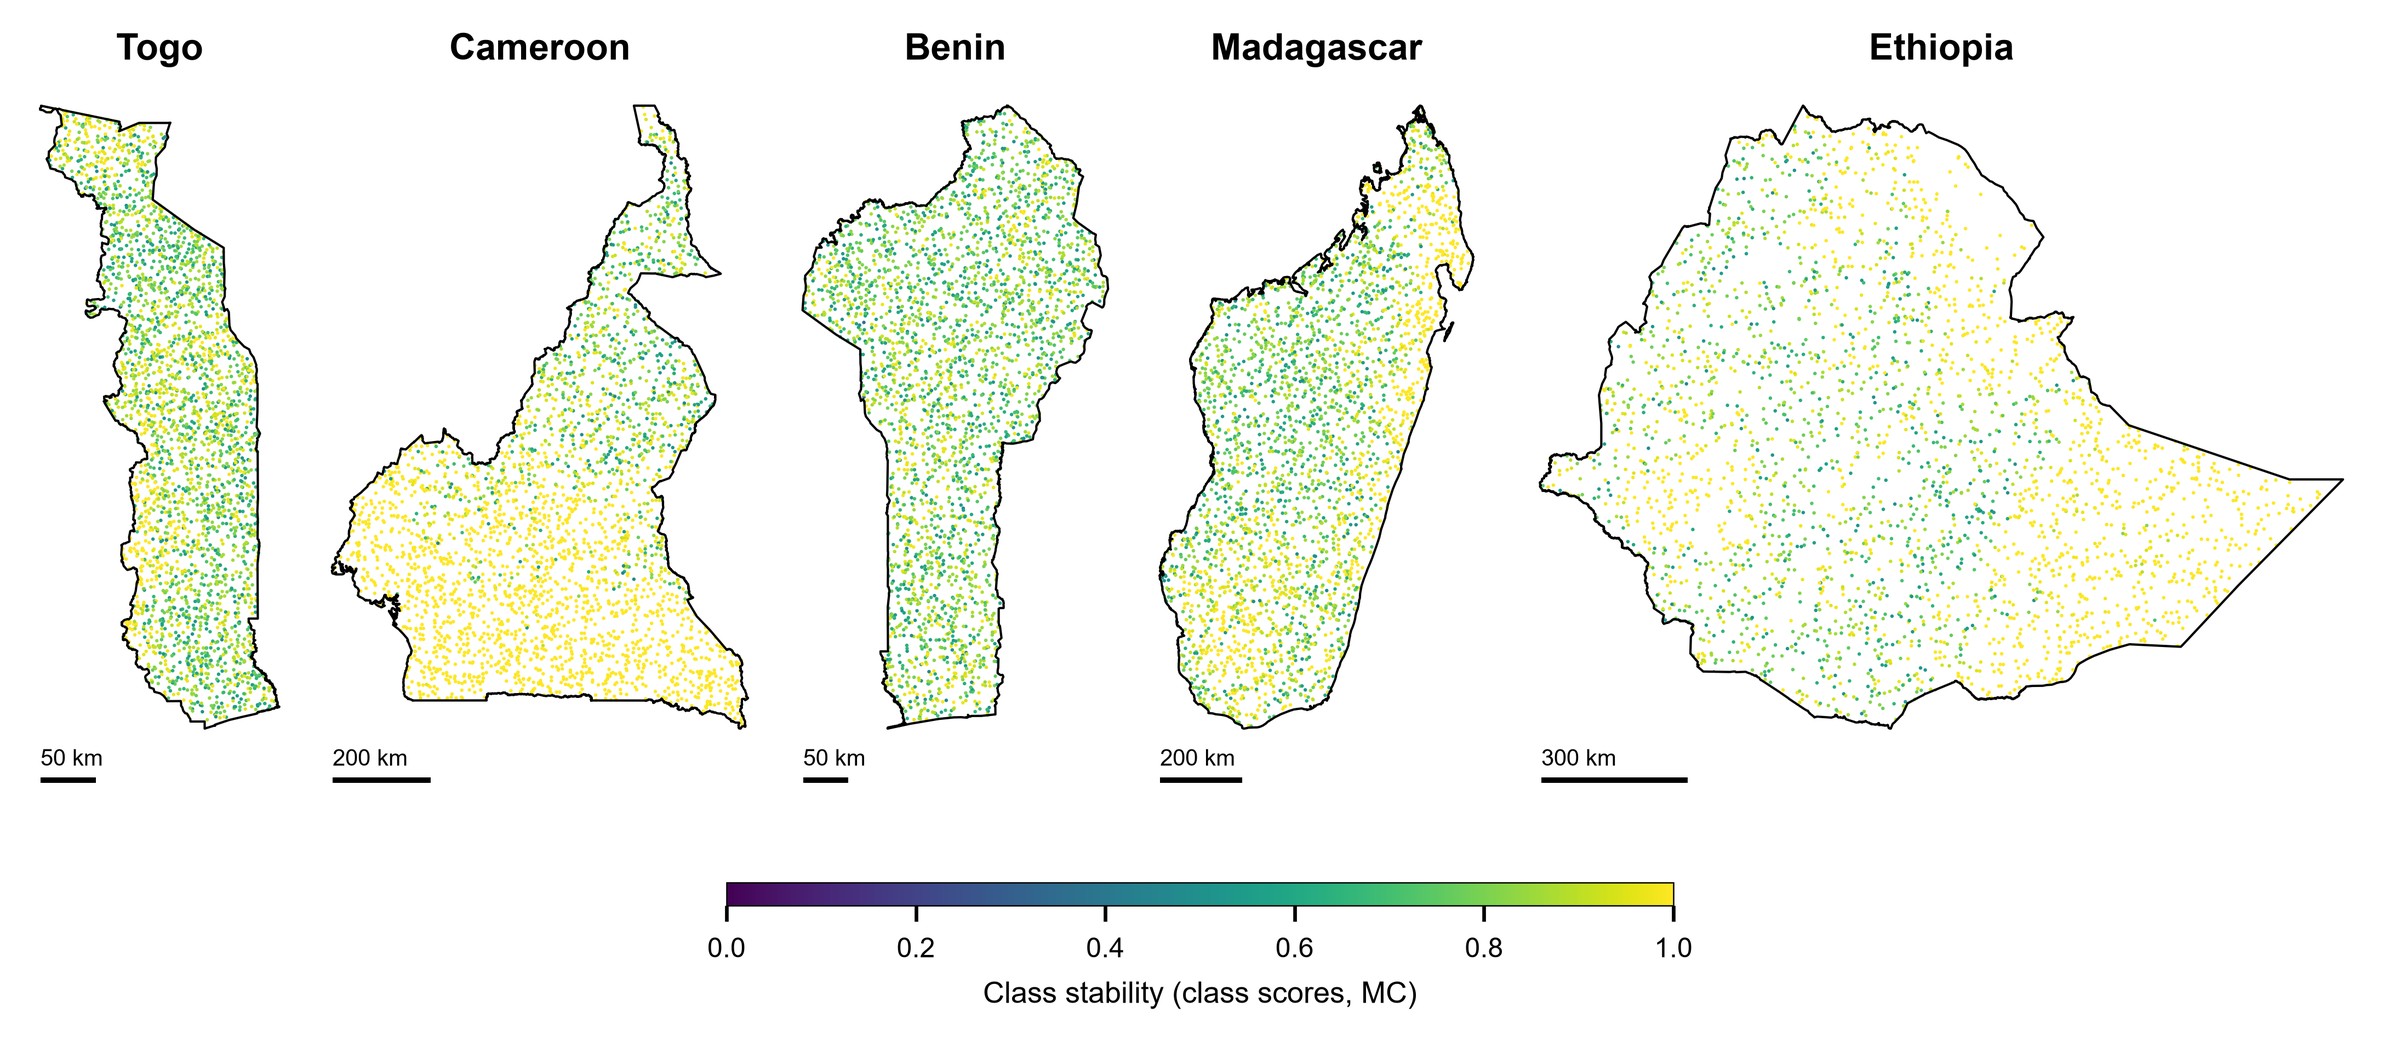 Togo
Cameroon
Benin
Madagascar
Ethiopia
50 km
200 km
50 km
200 km
300 km
0.0
0.2
0.4
0.6
0.8
1.0
Class stability (class scores, MC)